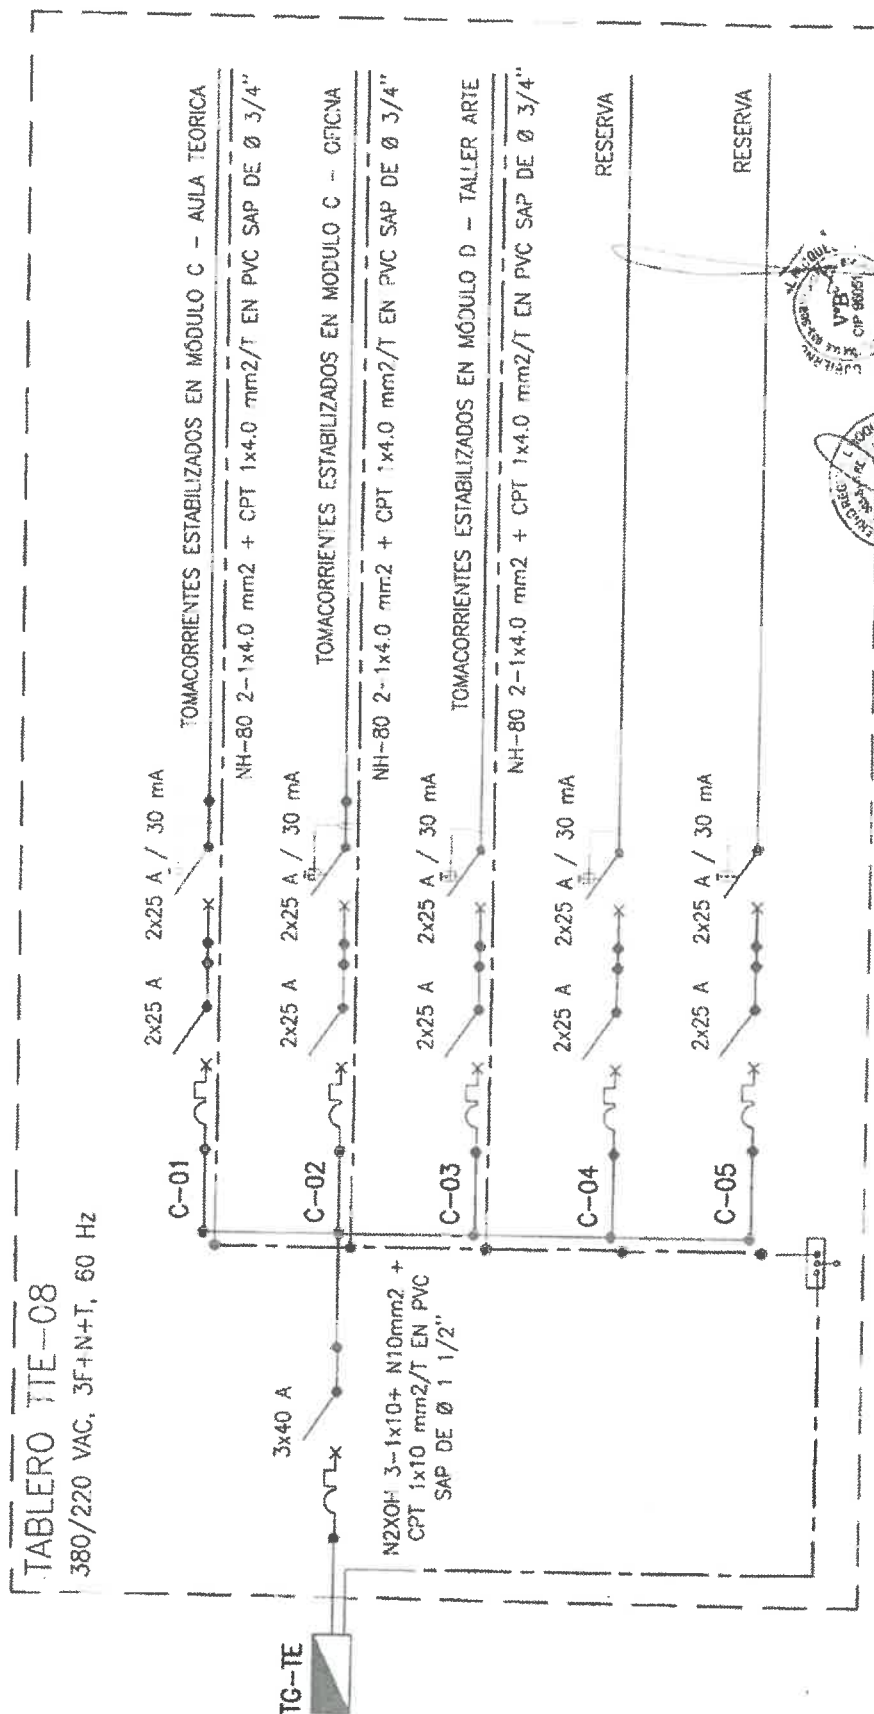 TABLERO TTE-08
380/220 VAC, 3F+N+T, 60 Hz
TG-TE
3x40 A
N2XOH 3-1x10+ N10mm2 +
CPT 1x10 mm2/T EN PVC
SAP DE Ø 1 1/2"
C-01
2x25 A
2x25 A / 30 mA
TOMACORRIENTES ESTABILIZADOS EN MÓDULO C - AULA TEORICA
NH-80 2-1x4.0 mm2 + CPT 1x4.0 mm2/T EN PVC SAP DE Ø 3/4"
C-02
2x25 A
2x25 A / 30 mA
TOMACORRIENTES ESTABILIZADOS EN MODULO C - OFICNA
NH-80 2-1x4.0 mm2 + CPT 1x4.0 mm2/T EN PVC SAP DE Ø 3/4"
C-03
2x25 A
2x25 A / 30 mA
TOMACORRIENTES ESTABILIZADOS EN MÓDULO D - TALLER ARTE
NH-80 2-1x4.0 mm2 + CPT 1x4.0 mm2/T EN PVC SAP DE Ø 3/4"
C-04
2x25 A
2x25 A / 30 mA
RESERVA
C-05
2x25 A
2x25 A / 30 mA
RESERVA
V°B°